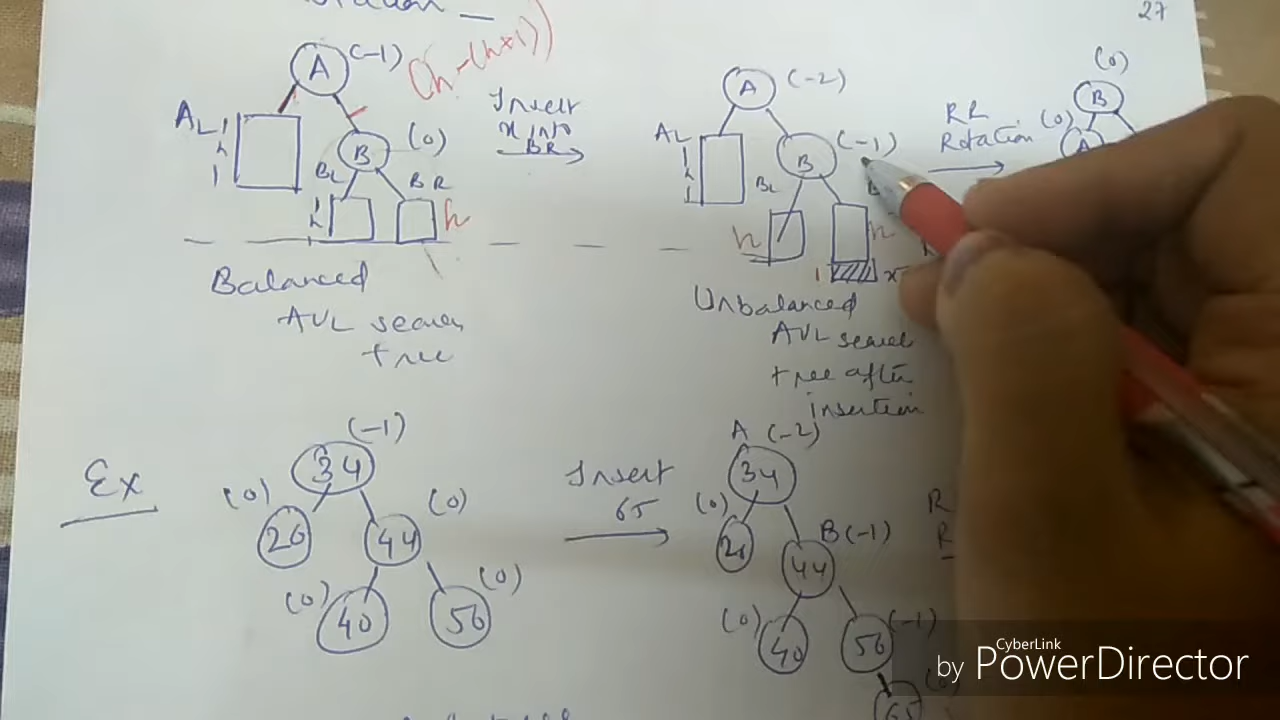 27
A (-1) (h-(h+1))
AL
h
B (0)
BL BR
h h
Insert
x into
BR
A (-2)
AL
h
B (-1)
BL
h h
1 x
RR
Rotation
(0)
B
(0)
A
Balanced
AVL search
tree
Unbalanced
AVL search
tree after
insertion
Ex
(-1)
34
(0) (0)
26 44
(0) (0)
40 56
Insert
65
A (-2)
34
(0)
26
B (-1)
44
(0) (-1)
40 56
65
R
R
CyberLink
by PowerDirector